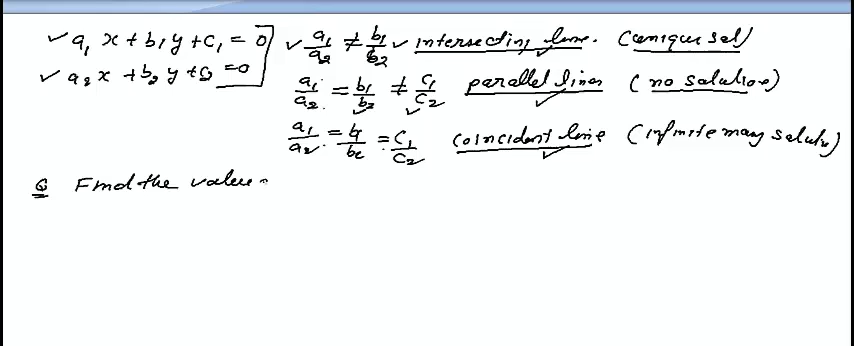 ✓ a₁x + b₁y + c₁ = 0 ✓ a₁/a₂ ≠ b₁/b₂ ✓ intersecting line. (unique sol)
✓ a₂x + b₂y + c₂ = 0
a₁/a₂ = b₁/b₂ ≠ c₁/c₂ parallel lines (no solution)
a₁/a₂ = b₁/b₂ = c₁/c₂ coincident line (infinite many solution)
Q Find the value